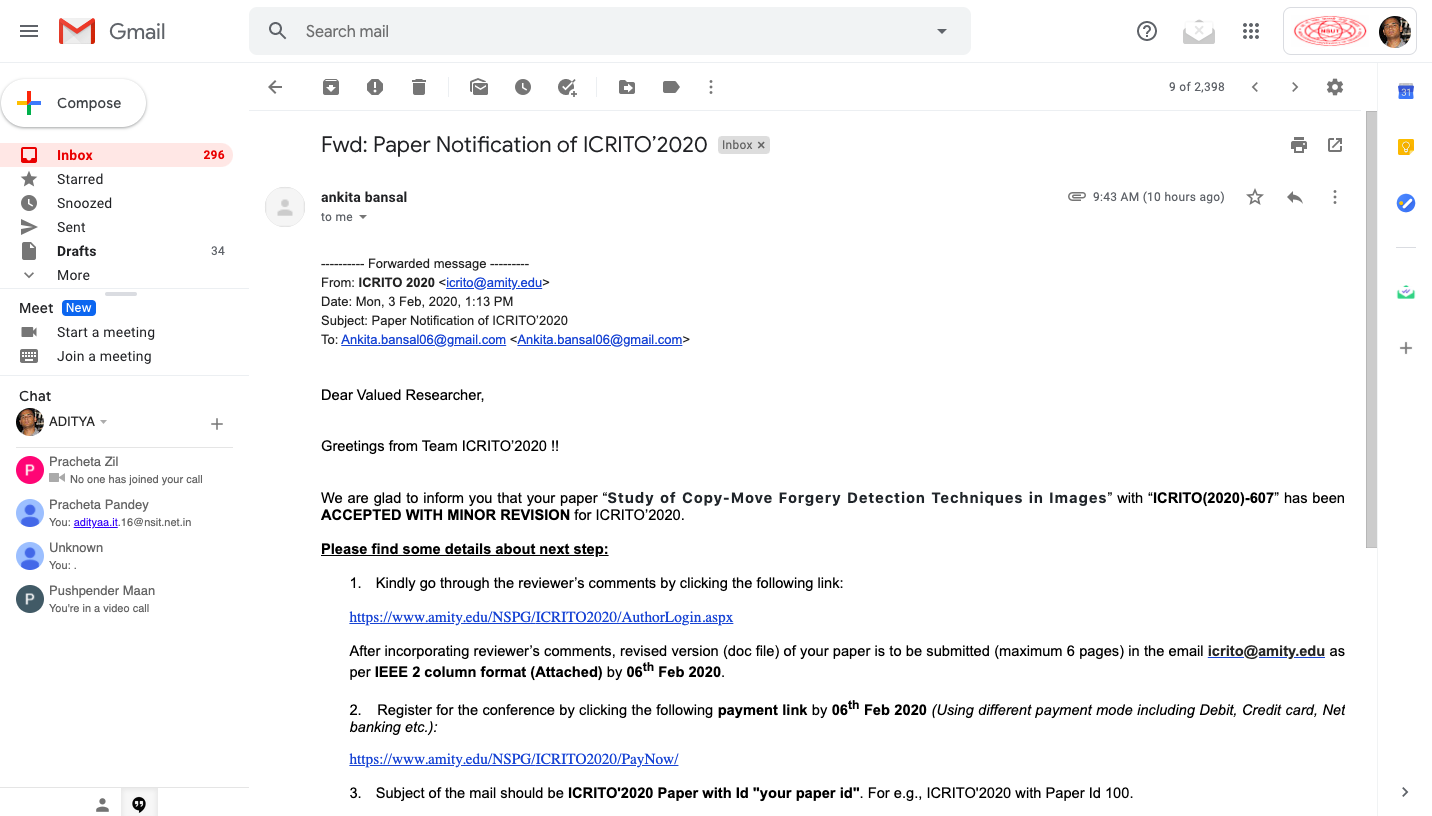 Gmail
Search mail
NSUT
Compose
9 of 2,398
31
Inbox 296
Starred
Snoozed
Sent
Drafts 34
More
Meet New
Start a meeting
Join a meeting
Chat
ADITYA
P
Pracheta Zil
No one has joined your call
Pracheta Pandey
You: adityaa.it.16@nsit.net.in
Unknown
You: .
P
Pushpender Maan
You're in a video call
Fwd: Paper Notification of ICRITO’2020 Inbox x
ankita bansal
9:43 AM (10 hours ago)
to me
---------- Forwarded message ---------
From: ICRITO 2020 <icrito@amity.edu>
Date: Mon, 3 Feb, 2020, 1:13 PM
Subject: Paper Notification of ICRITO’2020
To: Ankita.bansal06@gmail.com <Ankita.bansal06@gmail.com>
Dear Valued Researcher,
Greetings from Team ICRITO’2020 !!
We are glad to inform you that your paper “Study of Copy-Move Forgery Detection Techniques in Images” with “ICRITO(2020)-607” has been
ACCEPTED WITH MINOR REVISION for ICRITO’2020.
Please find some details about next step:
1. Kindly go through the reviewer’s comments by clicking the following link:
https://www.amity.edu/NSPG/ICRITO2020/AuthorLogin.aspx
After incorporating reviewer’s comments, revised version (doc file) of your paper is to be submitted (maximum 6 pages) in the email icrito@amity.edu as
per IEEE 2 column format (Attached) by 06th Feb 2020.
2. Register for the conference by clicking the following payment link by 06th Feb 2020 (Using different payment mode including Debit, Credit card, Net
banking etc.):
https://www.amity.edu/NSPG/ICRITO2020/PayNow/
3. Subject of the mail should be ICRITO'2020 Paper with Id "your paper id". For e.g., ICRITO'2020 with Paper Id 100.